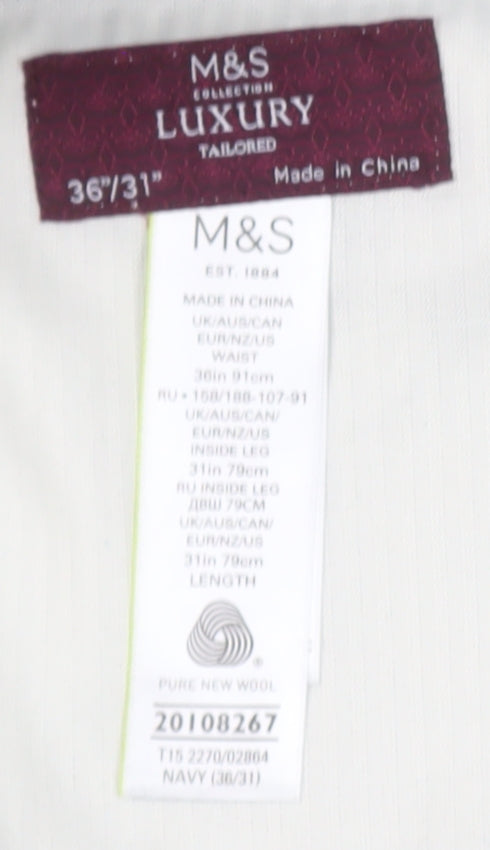 M&S
COLLECTION
LUXURY
TAILORED
36"/31" Made in China
M&S
EST. 1884
MADE IN CHINA
UK/AUS/CAN
EUR/NZ/US
WAIST
36in 91cm
RU • 158/188-107-91
UK/AUS/CAN/
EUR/NZ/US
INSIDE LEG
31in 79cm
RU INSIDE LEG
ДВШ 79СМ
UK/AUS/CAN/
EUR/NZ/US
31in 79cm
LENGTH
®
PURE NEW WOOL
20108267
T15 2270/02864
NAVY (36/31)